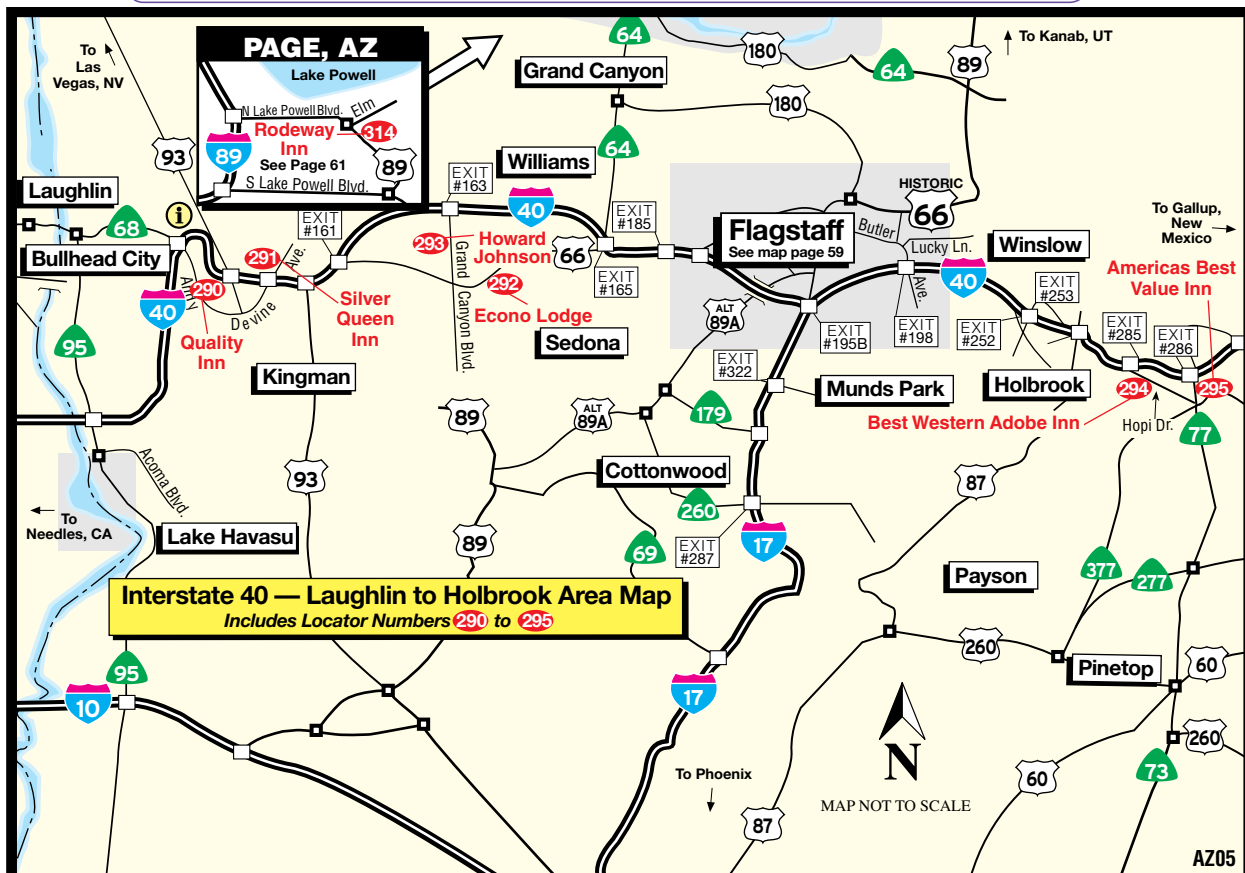 PAGE, AZ
Lake Powell
N Lake Powell Blvd.
Elm
Rodeway
Inn
314
89
See Page 61
89
S Lake Powell Blvd.
To
Las
Vegas, NV
93
64
180
To Kanab, UT
89
64
Grand Canyon
180
64
Williams
EXIT
#163
40
EXIT
#185
HISTORIC
66
To Gallup,
New
Mexico
Laughlin
68
i
Bullhead City
EXIT
#161
Ave.
291
290
Andy
Devine
40
Quality
Inn
Silver
Queen
Inn
293
Howard
Johnson
66
Grand
Canyon Blvd.
292
Econo Lodge
EXIT
#165
Flagstaff
See map page 59
Butler
Ave.
Lucky Ln.
Winslow
40
Americas Best
Value Inn
EXIT
#253
EXIT
#252
EXIT
#285
EXIT
#286
ALT
89A
EXIT
#195B
EXIT
#198
Sedona
95
Kingman
EXIT
#322
Munds Park
Holbrook
294
295
Best Western Adobe Inn
Hopi Dr.
77
89
ALT
89A
179
Acoma Blvd.
93
Cottonwood
87
To
Needles, CA
Lake Havasu
89
260
69
EXIT
#287
17
Payson
377
277
Interstate 40 — Laughlin to Holbrook Area Map
Includes Locator Numbers 290 to 295
260
Pinetop
60
95
10
17
N
MAP NOT TO SCALE
To Phoenix
87
60
73
260
AZ05